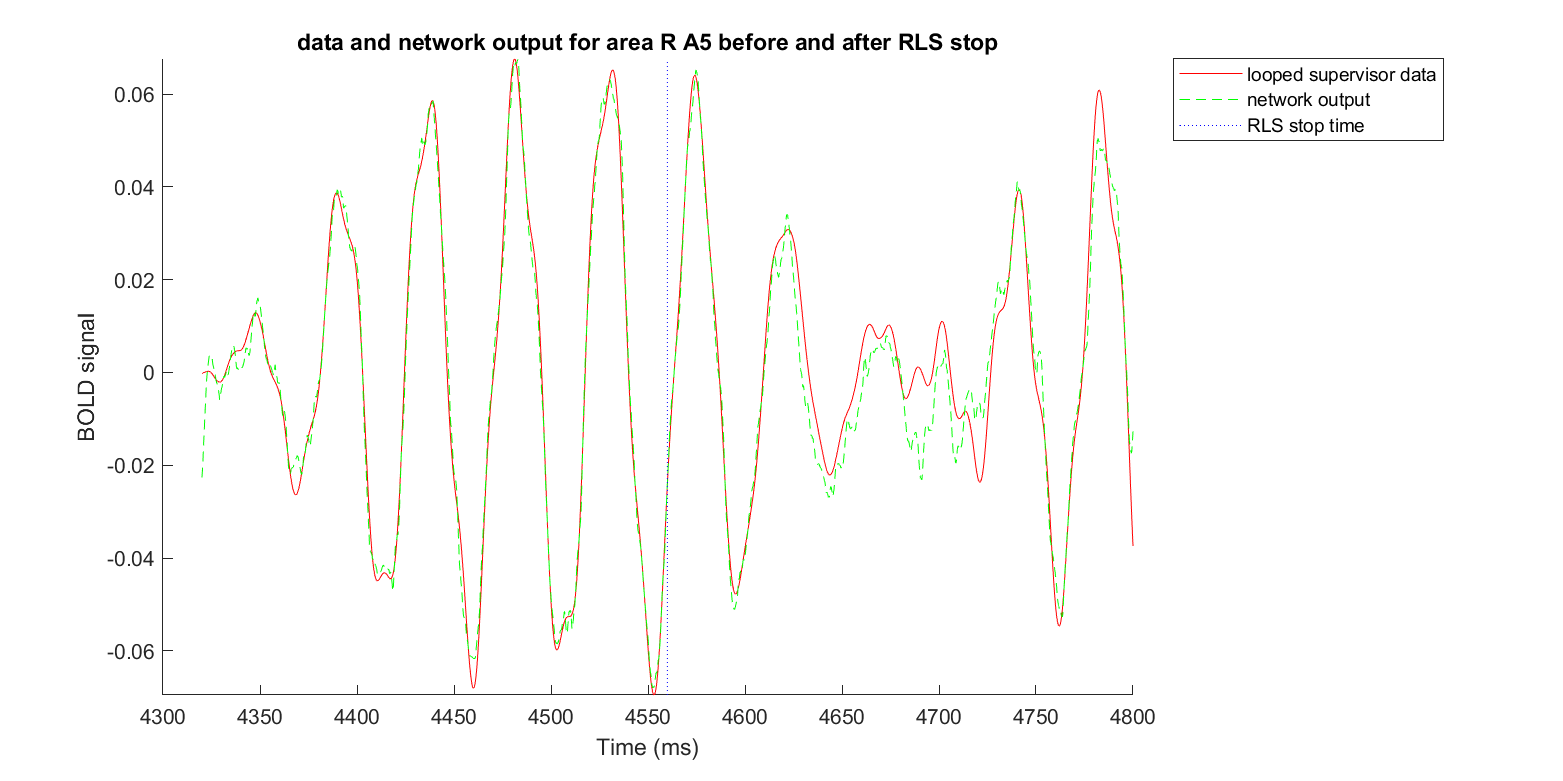 data and network output for area R A5 before and after RLS stop
looped supervisor data
network output
RLS stop time
BOLD signal
0.06
0.04
0.02
0
-0.02
-0.04
-0.06
4300 4350 4400 4450 4500 4550 4600 4650 4700 4750 4800
Time (ms)